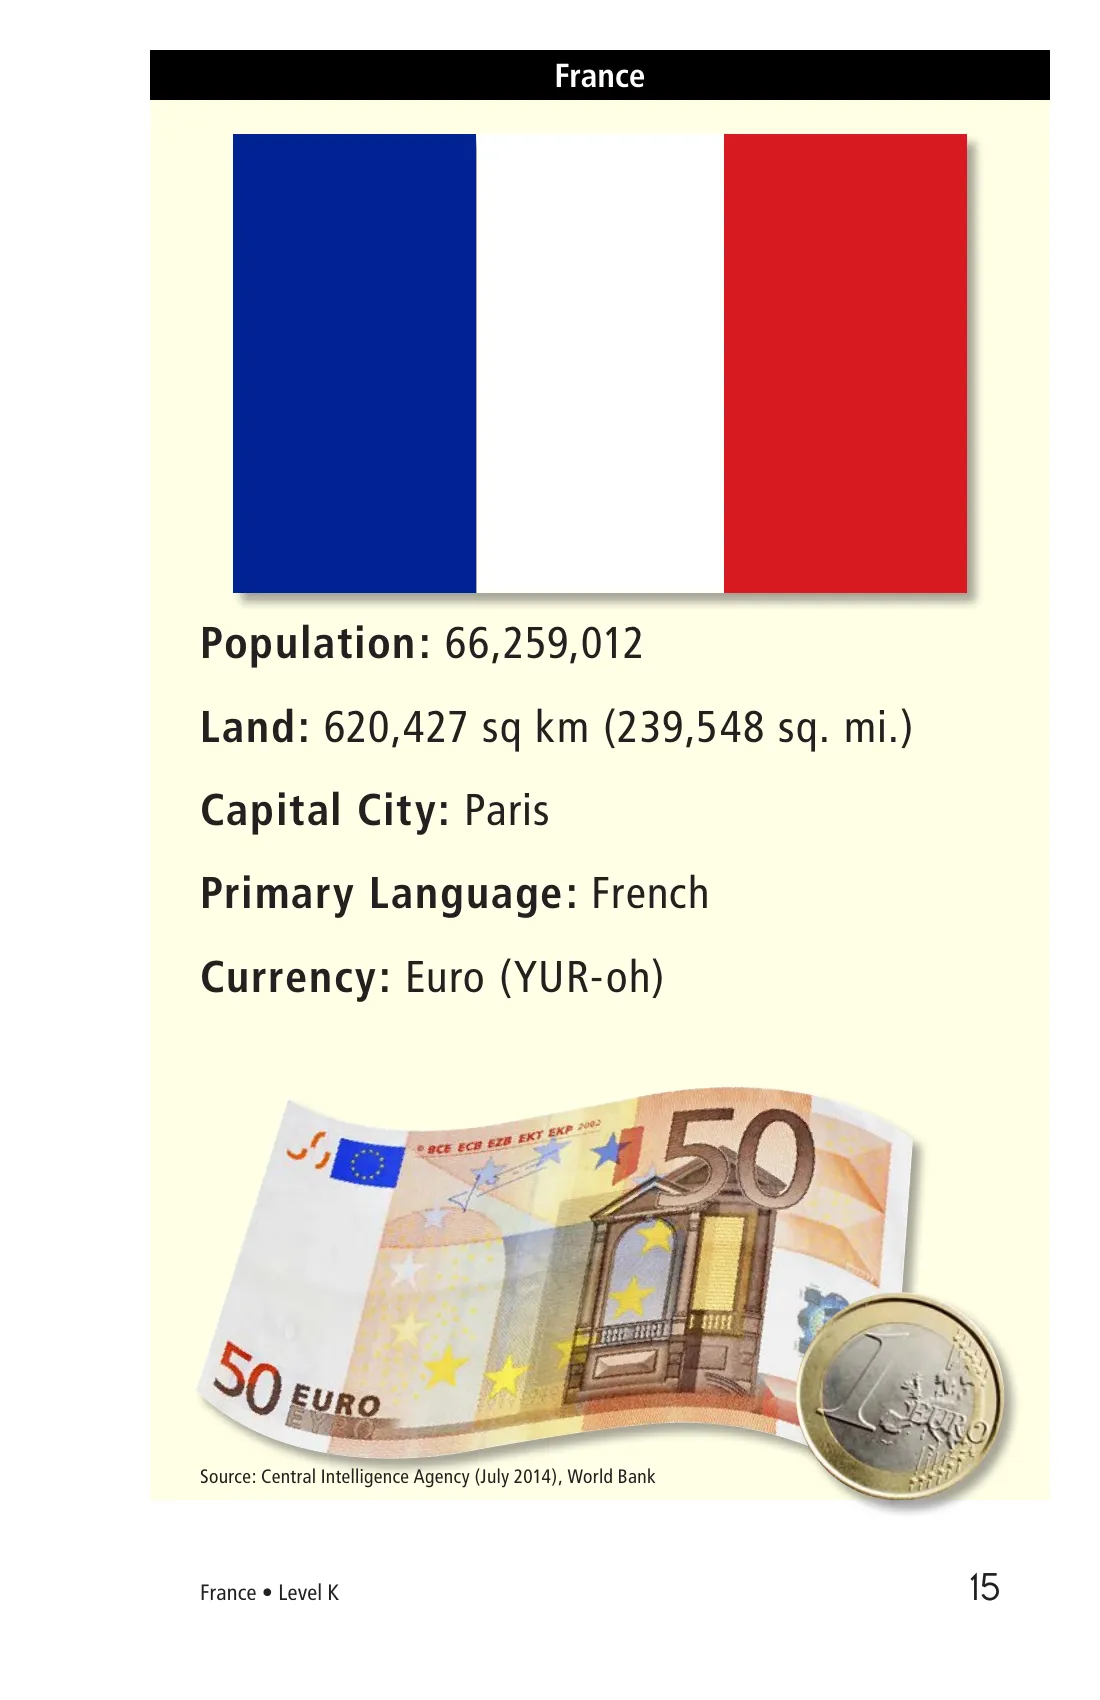 France
Population: 66,259,012
Land: 620,427 sq km (239,548 sq. mi.)
Capital City: Paris
Primary Language: French
Currency: Euro (YUR-oh)
© BCE ECB EZB EKT EKP 2002
50
50 EURO
ΕΥΡΩ
1
EURO
Source: Central Intelligence Agency (July 2014), World Bank
France • Level K
15